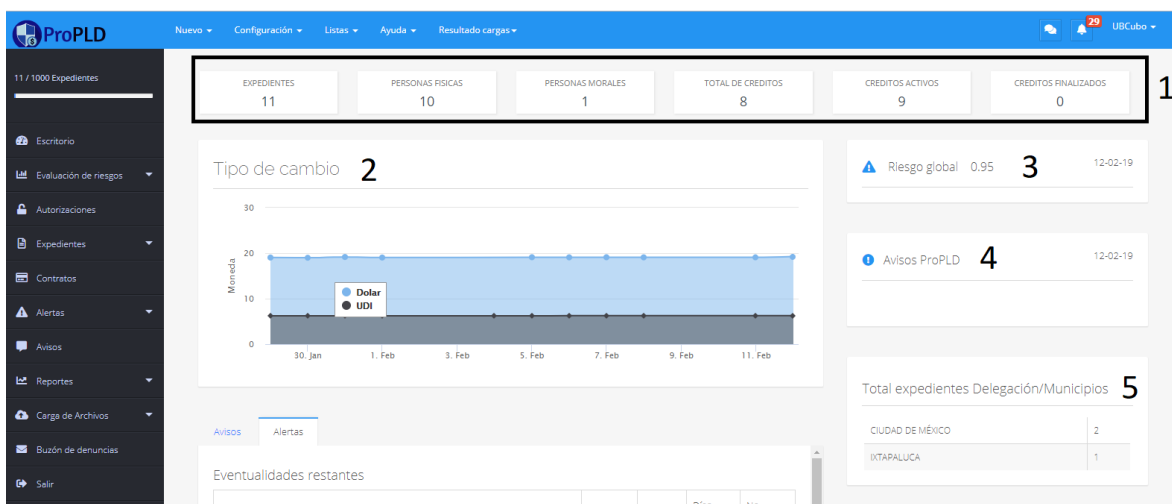 ProPLD
Nuevo
Configuración
Listas
Ayuda
Resultado cargas
29
UBCubo
11 / 1000 Expedientes
Escritorio
Evaluación de riesgos
Autorizaciones
Expedientes
Contratos
Alertas
Avisos
Reportes
Carga de Archivos
Buzón de denuncias
Salir
EXPEDIENTES
11
PERSONAS FISICAS
10
PERSONAS MORALES
1
TOTAL DE CREDITOS
8
CREDITOS ACTIVOS
9
CREDITOS FINALIZADOS
0
1
Tipo de cambio 2
30
20
10
0
Moneda
Dolar
UDI
30. Jan
1. Feb
3. Feb
5. Feb
7. Feb
9. Feb
11. Feb
Riesgo global 0.95 3 12-02-19
Avisos ProPLD 4 12-02-19
Total expedientes Delegación/Municipios 5
CIUDAD DE MÉXICO 2
IXTAPALUCA 1
Avisos
Alertas
Eventualidades restantes